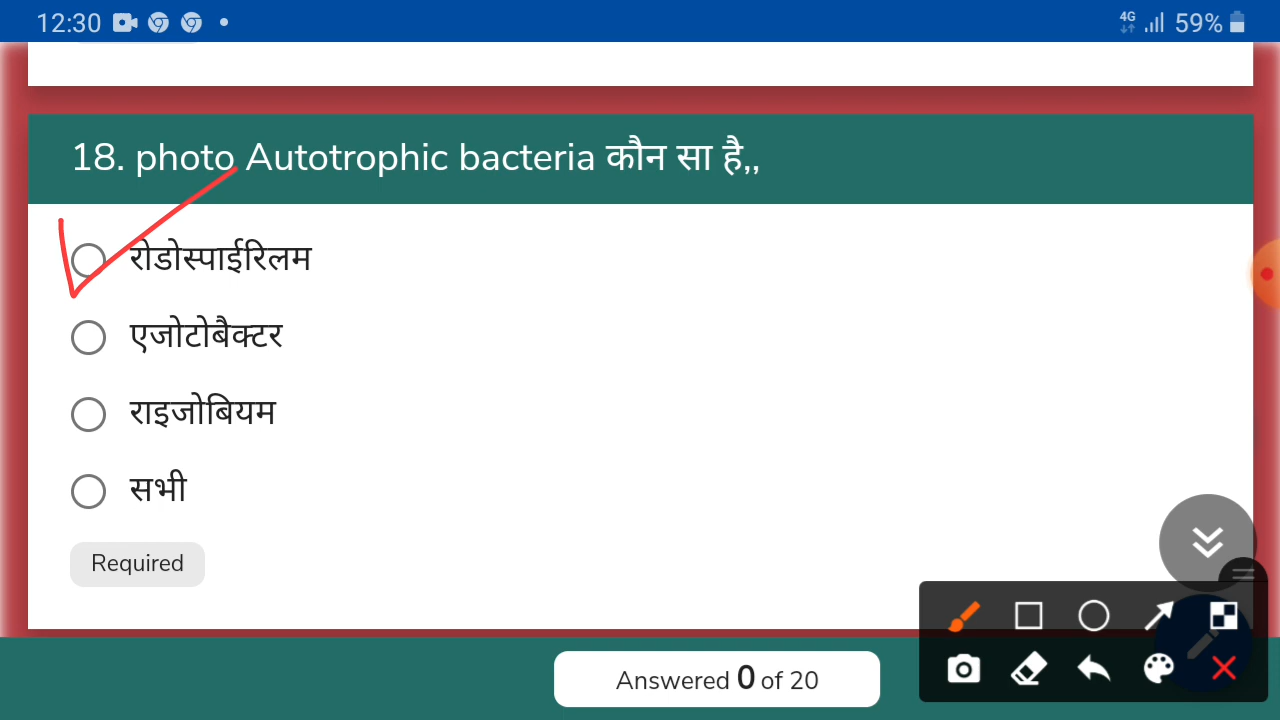 12:30
4G 59%
18. photo Autotrophic bacteria कौन सा है,,
रोडोस्पाईरिलम
एजोटोबैक्टर
राइजोबियम
सभी
Required
Answered 0 of 20